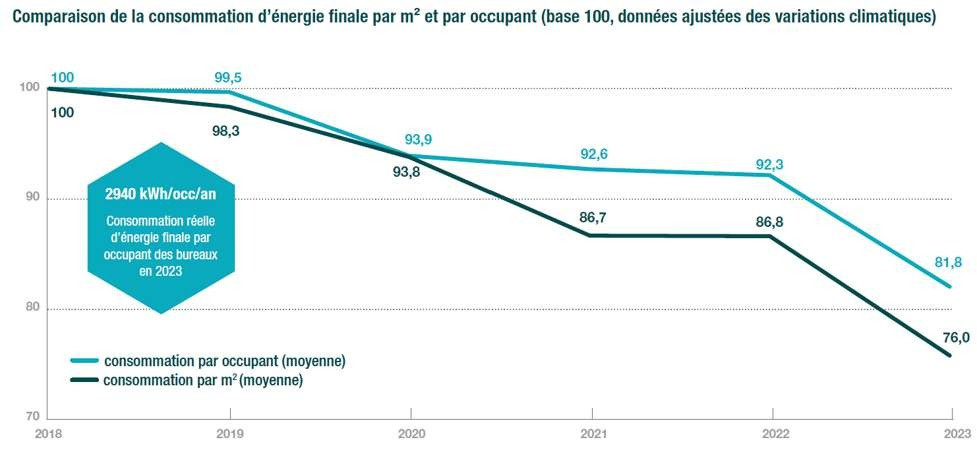 Comparaison de la consommation d’énergie finale par m² et par occupant (base 100, données ajustées des variations climatiques)
100
100
99,5
100
98,3
93,9
93,8
92,6
92,3
2940 kWh/occ/an
90
Consommation réelle
d’énergie finale par
occupant des bureaux
en 2023
86,7
86,8
81,8
80
76,0
consommation par occupant (moyenne)
consommation par m² (moyenne)
70
2018
2019
2020
2021
2022
2023